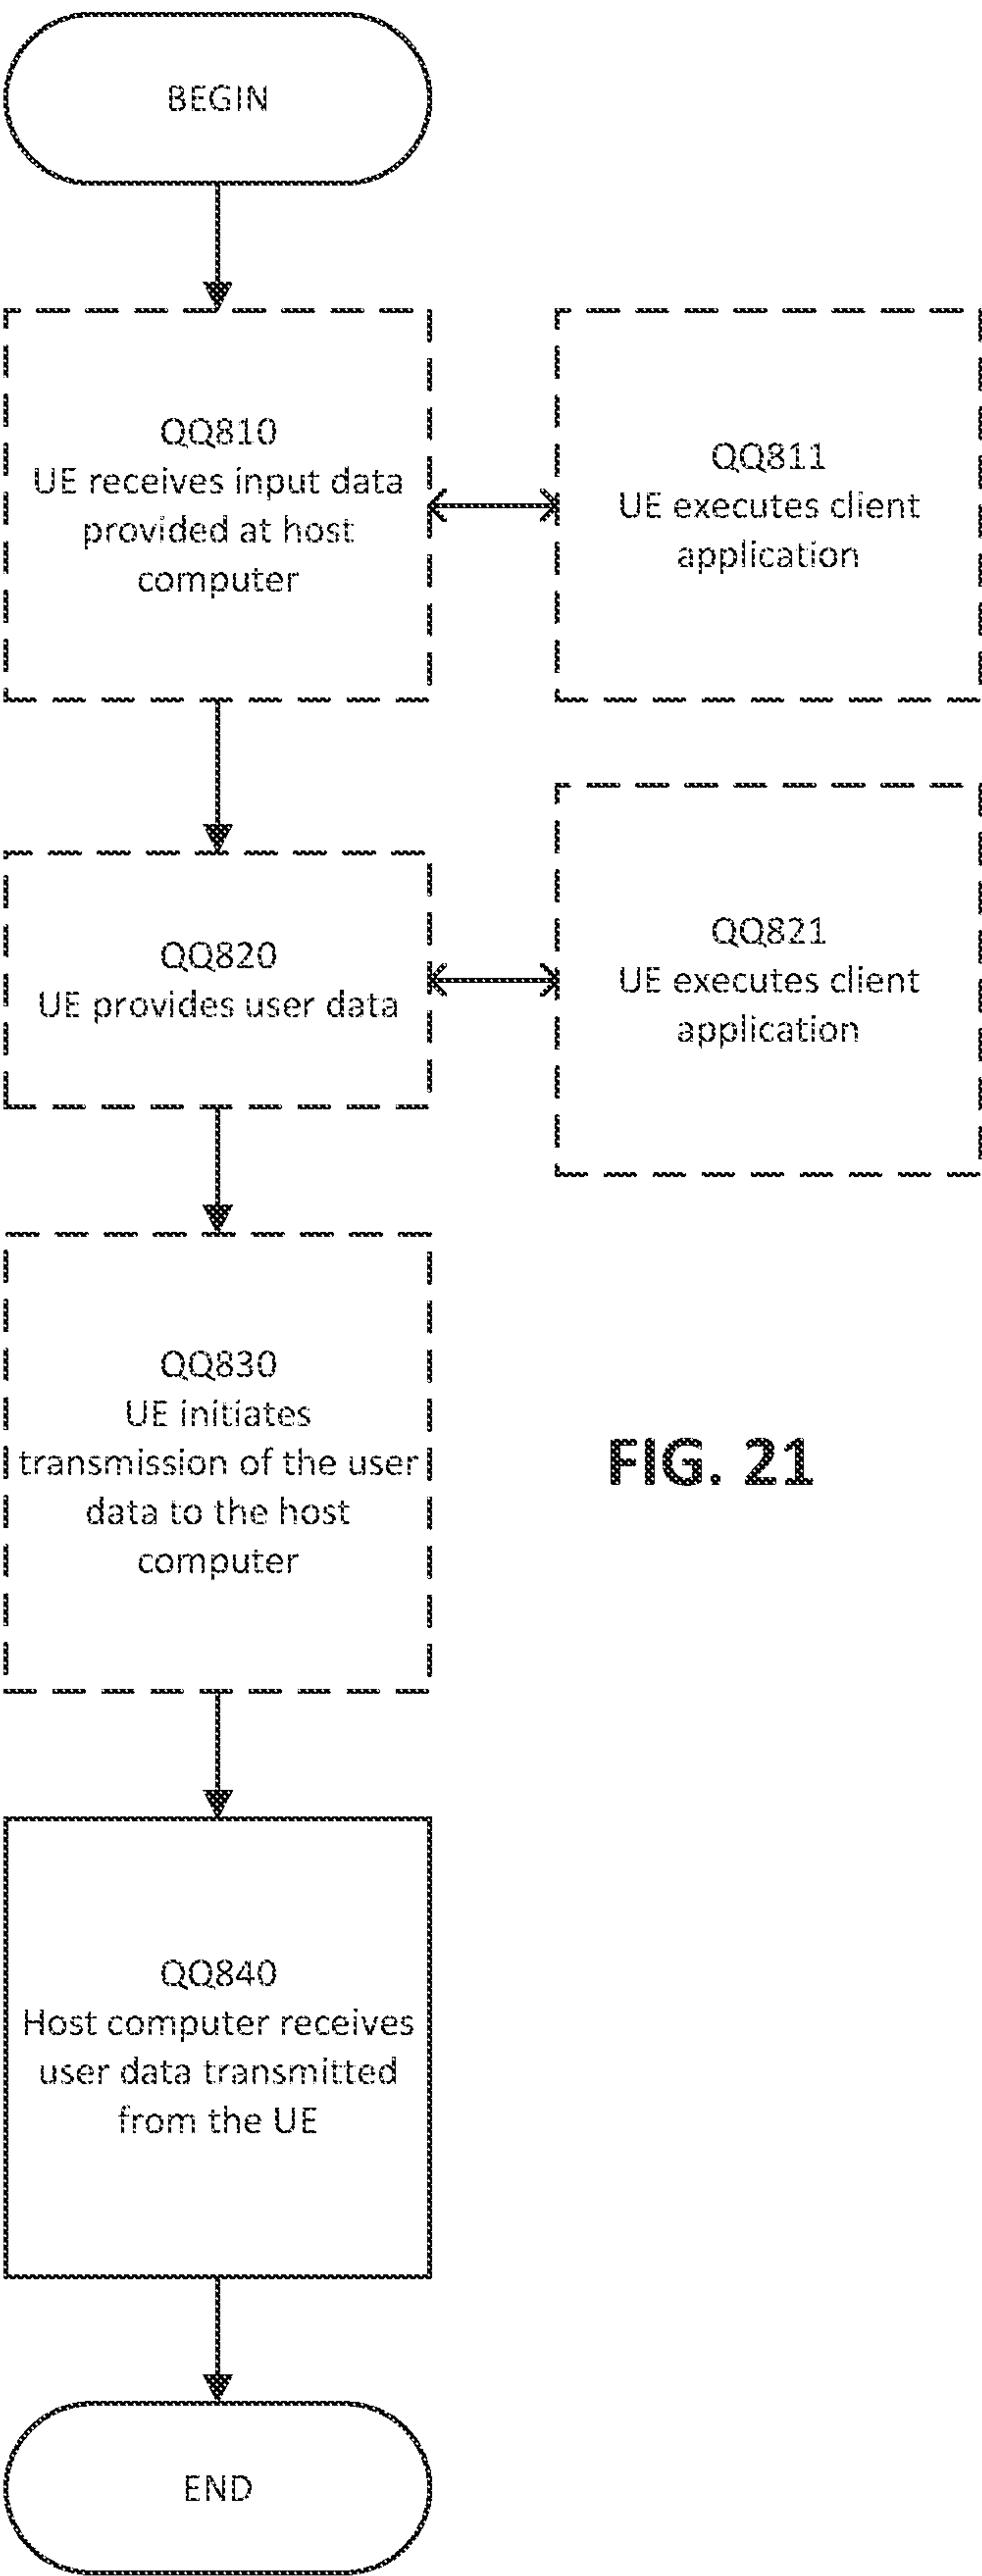 BEGIN
QQ810
UE receives input data
provided at host
computer
QQ811
UE executes client
application
QQ820
UE provides user data
QQ821
UE executes client
application
QQ830
UE initiates
transmission of the user
data to the host
computer
FIG. 21
QQ840
Host computer receives
user data transmitted
from the UE
END